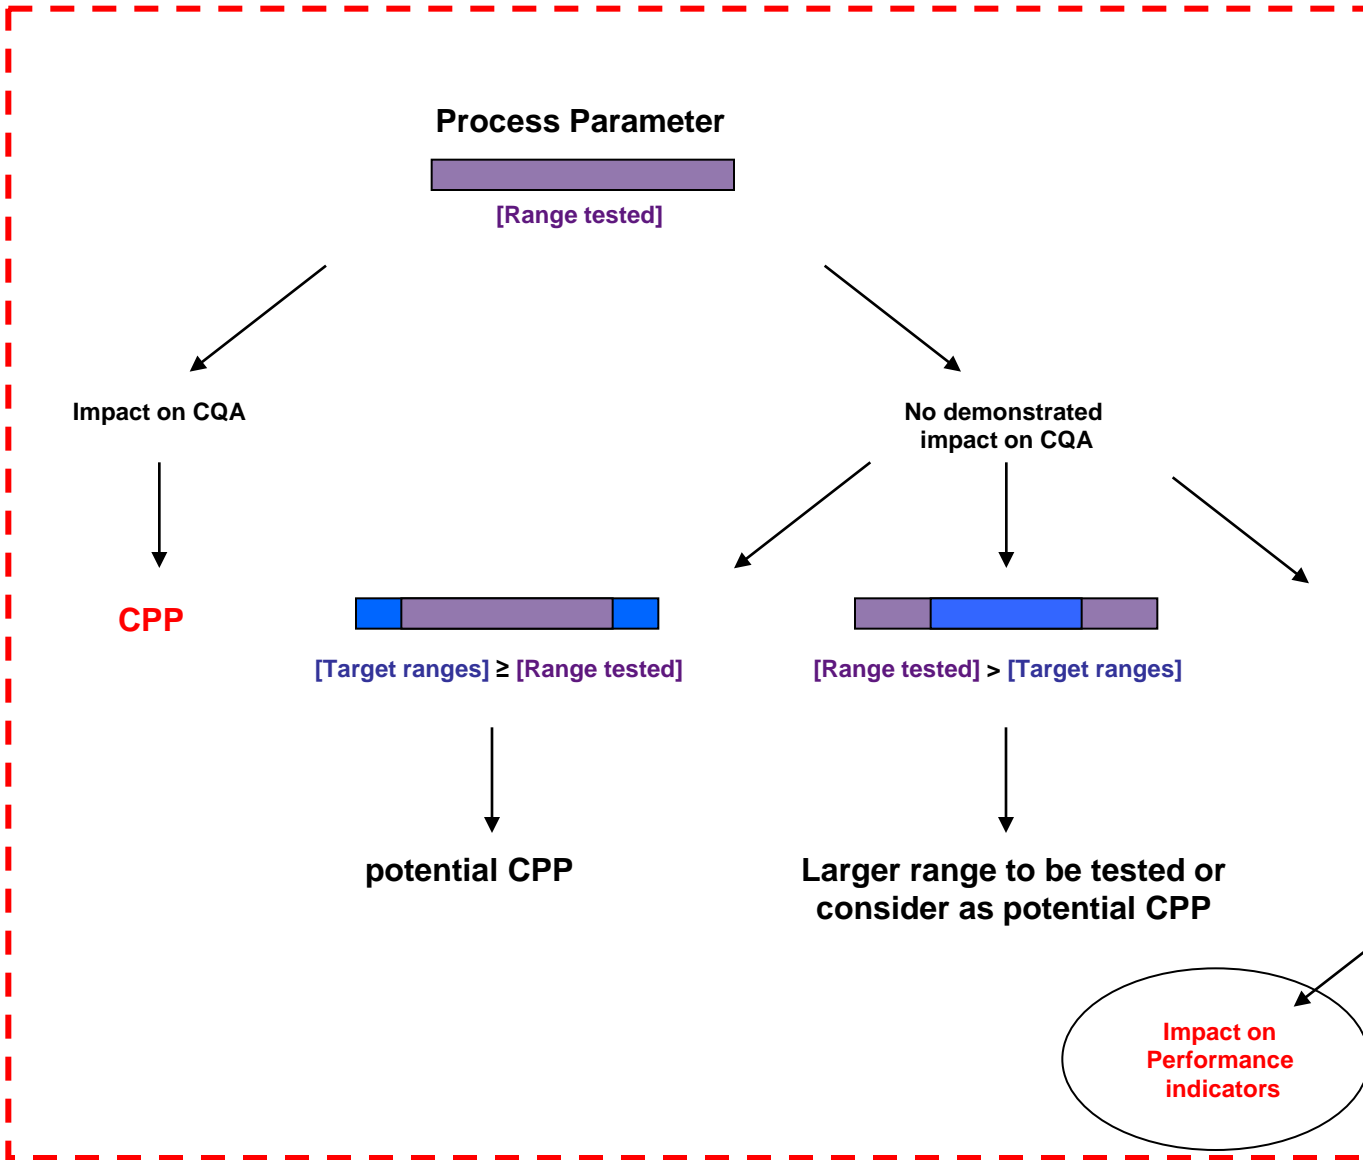 Process Parameter
[Range tested]
Impact on CQA
No demonstrated
impact on CQA
CPP
[Target ranges] ≥ [Range tested]
[Range tested] > [Target ranges]
potential CPP
Larger range to be tested or
consider as potential CPP
Impact on
Performance
indicators